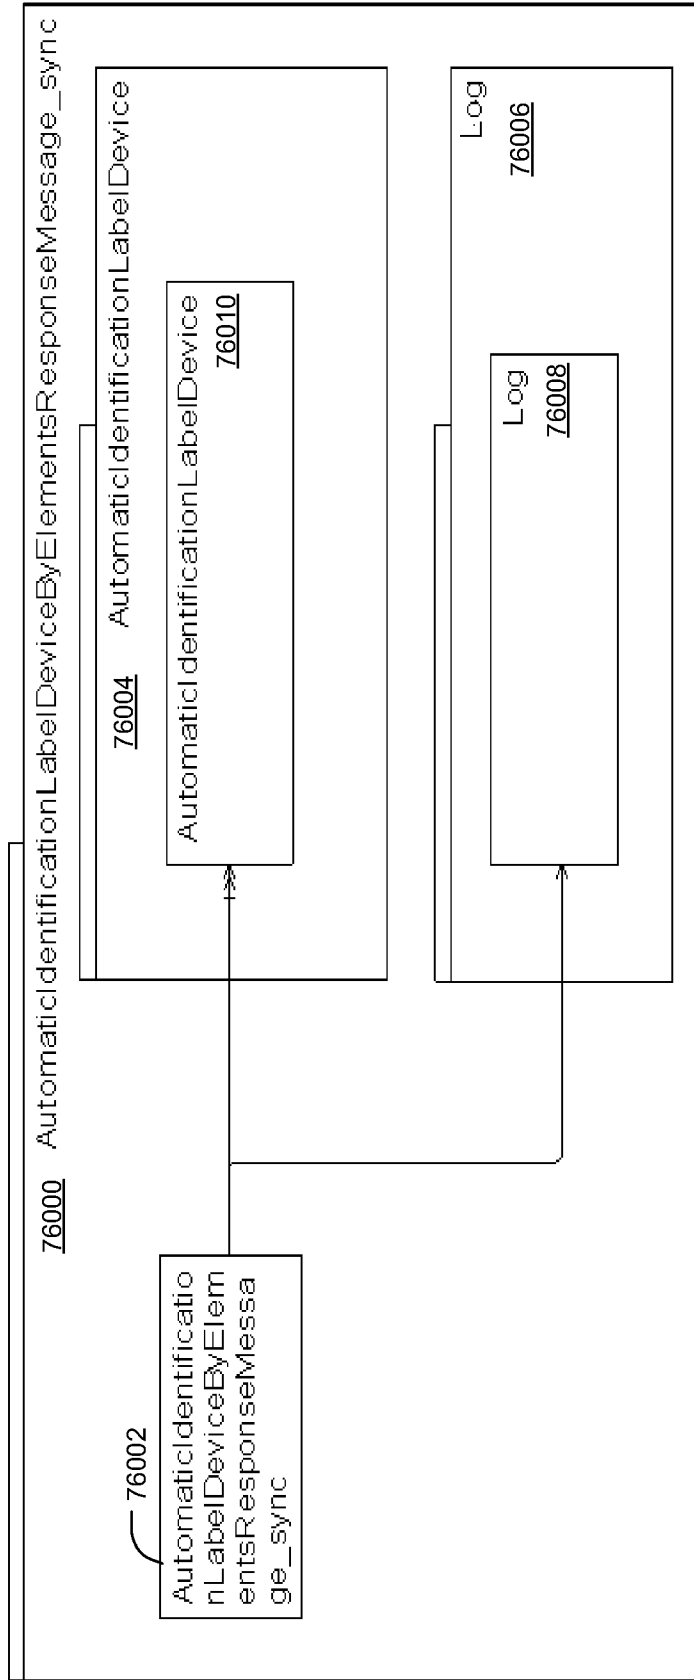 76000 AutomaticIdentificationLabelDeviceByElementsResponseMessage_sync
76002
AutomaticIdentificatio
nLabelDeviceByElem
entsResponseMessa
ge_sync
76004 AutomaticIdentificationLabelDevice
AutomaticIdentificationLabelDevice
76010
Log
76006
Log
76008